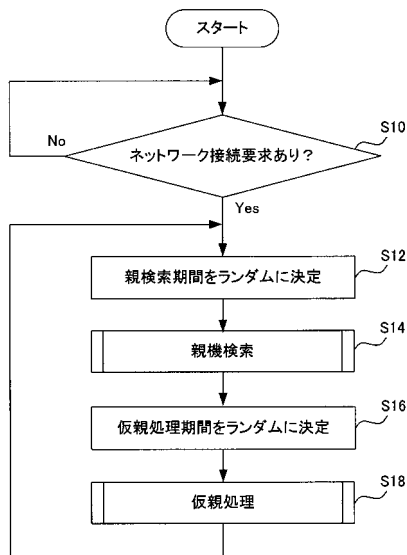 スタート
S10
No
ネットワーク接続要求あり？
Yes
S12
親検索期間をランダムに決定
S14
親機検索
S16
仮親処理期間をランダムに決定
S18
仮親処理